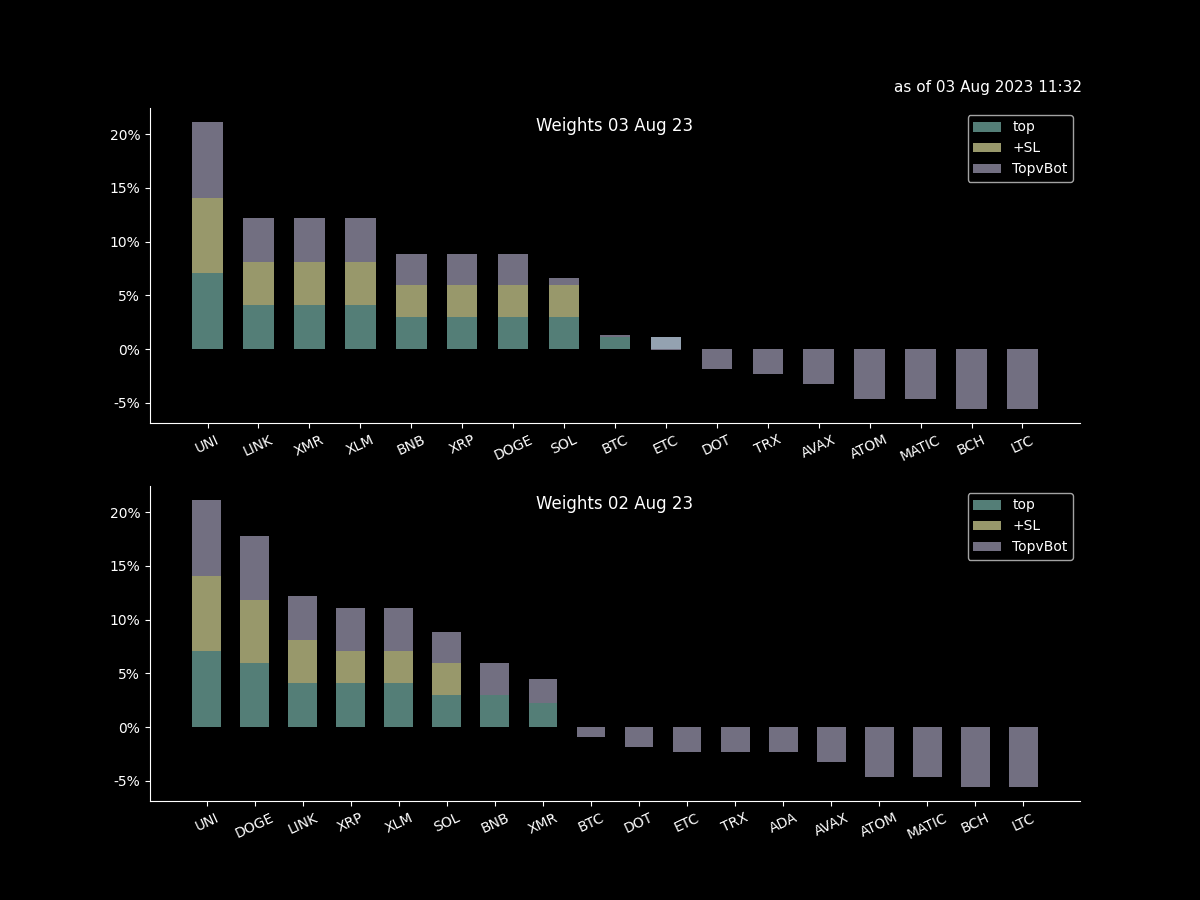 as of 03 Aug 2023 11:32
Weights 03 Aug 23
top
+SL
TopvBot
20%
15%
10%
5%
0%
-5%
UNI LINK XMR XLM BNB XRP DOGE SOL BTC ETC DOT TRX AVAX ATOM MATIC BCH LTC
Weights 02 Aug 23
top
+SL
TopvBot
20%
15%
10%
5%
0%
-5%
UNI DOGE LINK XRP XLM SOL BNB XMR BTC DOT ETC TRX ADA AVAX ATOM MATIC BCH LTC